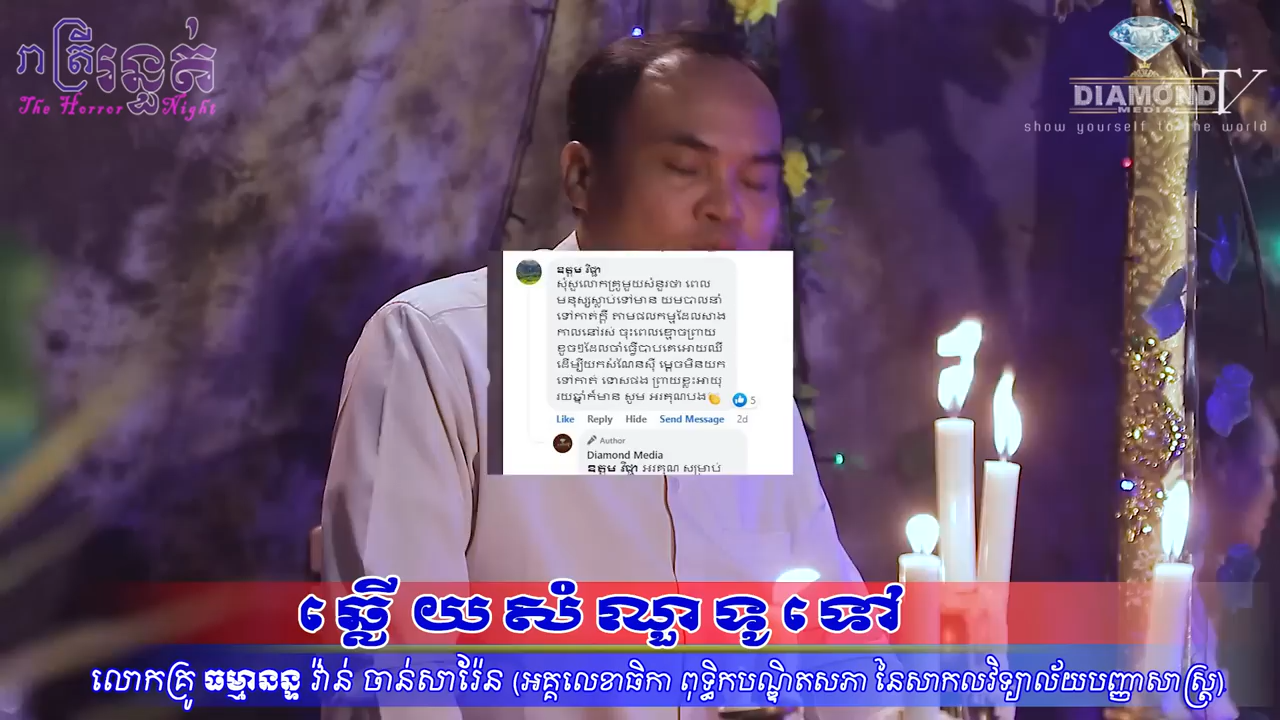 រាត្រីរន្ធត់
The Horror Night
DIAMOND TV
MEDIA
show yourself to the world
ឧត្តម វិជ្ជា
សុំសួលោកគ្រូមួយសំនួរថា ពេល
មនុស្សស្លាប់ទៅមាន យមបាលនាំ
ទៅកាត់ក្តី តាមផលកម្មដែលសាង
កាលនៅរស់ ចុះពេលខ្មោចព្រាយ
ខូចៗដែលចាំធ្វើបាបគេអោយឈឺ
ដើម្បីយកសំណែនស៊ី ម្តេចមិនយក
ទៅកាត់ ទោសផង ព្រាយខ្លះអាយុ
រយឆ្នាំក៏មាន សូម អរគុណបង👏
5
Like Reply Hide Send Message 2d
Author
Diamond Media
ឧត្តម វិជ្ជា អរគុណ សម្រាប់
ឆ្លើយសំណួរទូទៅ
លោកគ្រូ ធម្មានន្ទ វ៉ាន់ ចាន់សារ៉ែន (អគ្គលេខាធិកា ពុទ្ធិកបណ្ឌិតសភា នៃសាកលវិទ្យាល័យបញ្ញាសាស្ត្រ)